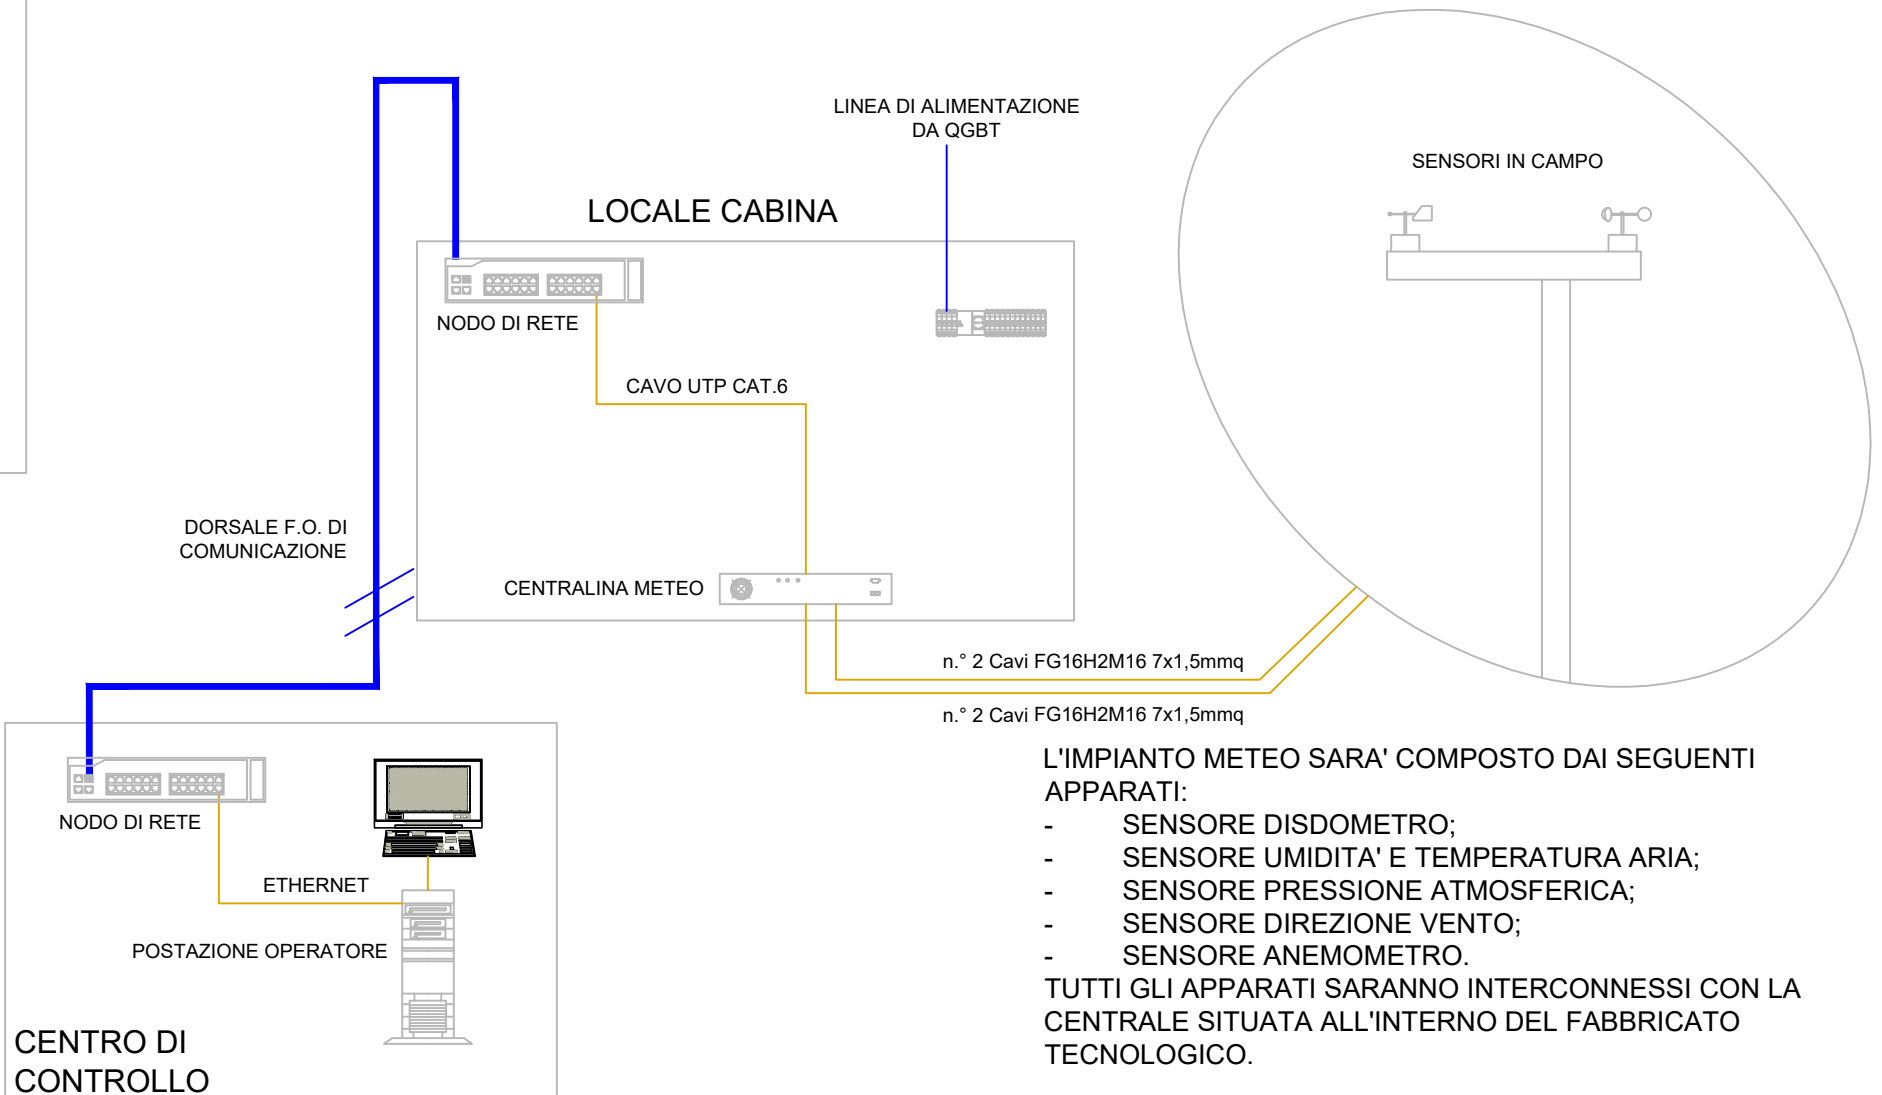 LINEA DI ALIMENTAZIONE
DA QGBT
SENSORI IN CAMPO
LOCALE CABINA
NODO DI RETE
CAVO UTP CAT.6
DORSALE F.O. DI
COMUNICAZIONE
CENTRALINA METEO
n.° 2 Cavi FG16H2M16 7x1,5mmq
n.° 2 Cavi FG16H2M16 7x1,5mmq
NODO DI RETE
ETHERNET
POSTAZIONE OPERATORE
CENTRO DI
CONTROLLO
L'IMPIANTO METEO SARA' COMPOSTO DAI SEGUENTI
APPARATI:
- SENSORE DISDOMETRO;
- SENSORE UMIDITA' E TEMPERATURA ARIA;
- SENSORE PRESSIONE ATMOSFERICA;
- SENSORE DIREZIONE VENTO;
- SENSORE ANEMOMETRO.
TUTTI GLI APPARATI SARANNO INTERCONNESSI CON LA
CENTRALE SITUATA ALL'INTERNO DEL FABBRICATO
TECNOLOGICO.